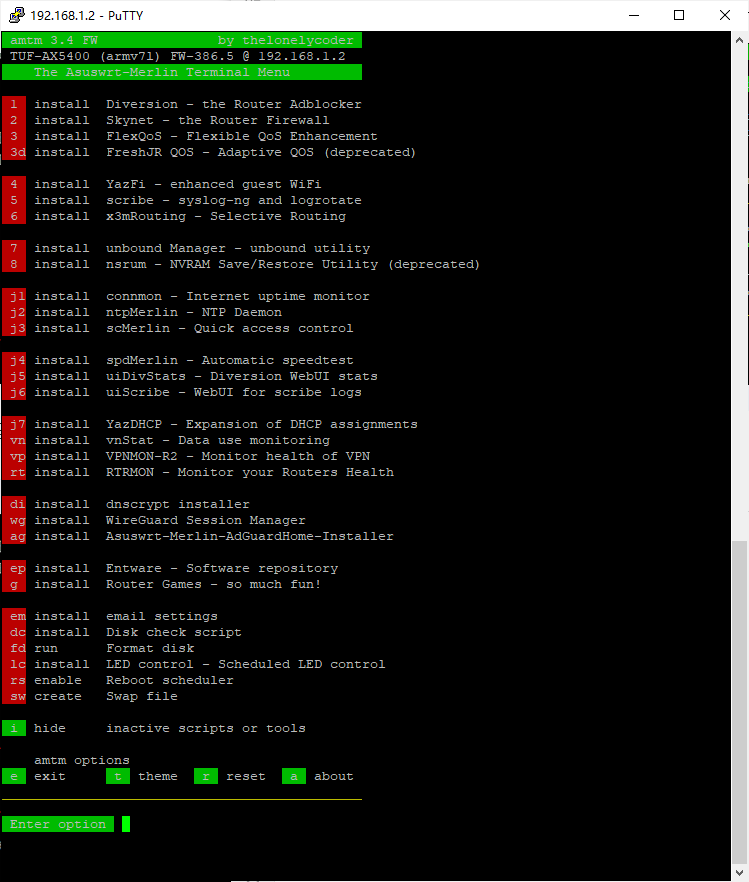 192.168.1.2 - PuTTY
amtm 3.4 FW by thelonelycoder
TUF-AX5400 (armv7l) FW-386.5 @ 192.168.1.2
The Asuswrt-Merlin Terminal Menu
1 install Diversion - the Router Adblocker
2 install Skynet - the Router Firewall
3 install FlexQoS - Flexible QoS Enhancement
3d install FreshJR QOS - Adaptive QOS (deprecated)
4 install YazFi - enhanced guest WiFi
5 install scribe - syslog-ng and logrotate
6 install x3mRouting - Selective Routing
7 install unbound Manager - unbound utility
8 install nsrum - NVRAM Save/Restore Utility (deprecated)
j1 install connmon - Internet uptime monitor
j2 install ntpMerlin - NTP Daemon
j3 install scMerlin - Quick access control
j4 install spdMerlin - Automatic speedtest
j5 install uiDivStats - Diversion WebUI stats
j6 install uiScribe - WebUI for scribe logs
j7 install YazDHCP - Expansion of DHCP assignments
vn install vnStat - Data use monitoring
vp install VPNMON-R2 - Monitor health of VPN
rt install RTRMON - Monitor your Routers Health
di install dnscrypt installer
wg install WireGuard Session Manager
ag install Asuswrt-Merlin-AdGuardHome-Installer
ep install Entware - Software repository
g install Router Games - so much fun!
em install email settings
dc install Disk check script
fd run Format disk
lc install LED control - Scheduled LED control
rs enable Reboot scheduler
sw create Swap file
i hide inactive scripts or tools
amtm options
e exit t theme r reset a about
Enter option